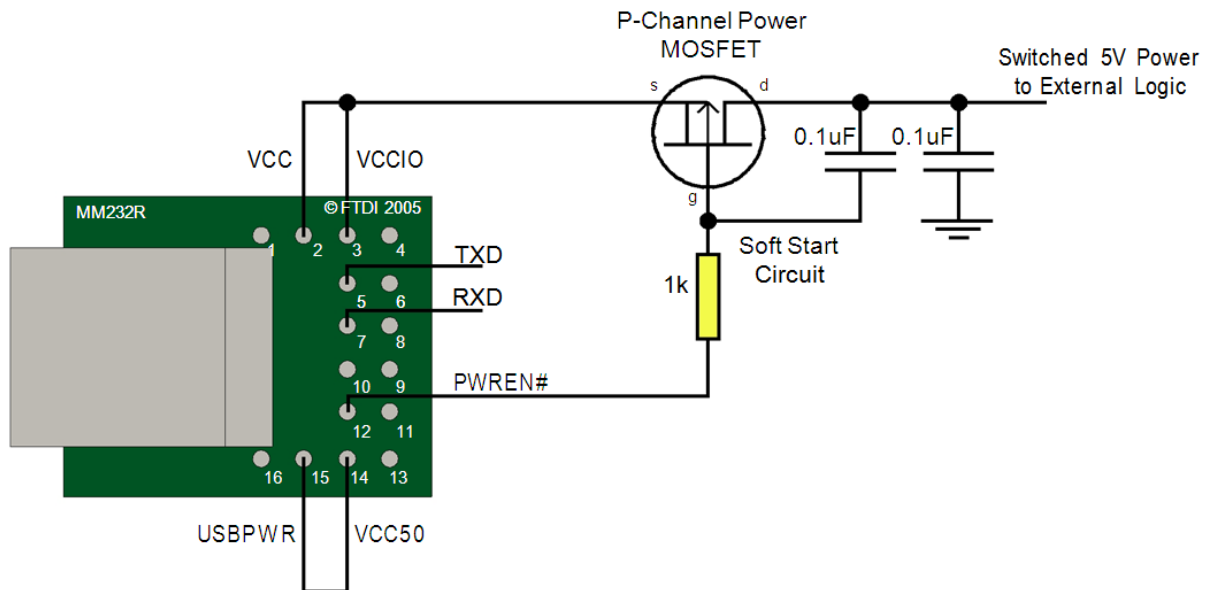 P-Channel Power
MOSFET
Switched 5V Power
to External Logic
s
d
0.1uF
0.1uF
VCC
VCCIO
g
MM232R
© FTDI 2005
1
2
3
4
Soft Start
Circuit
TXD
5
6
1k
RXD
7
8
10
9
PWREN#
12
11
16
15
14
13
USBPWR
VCC50